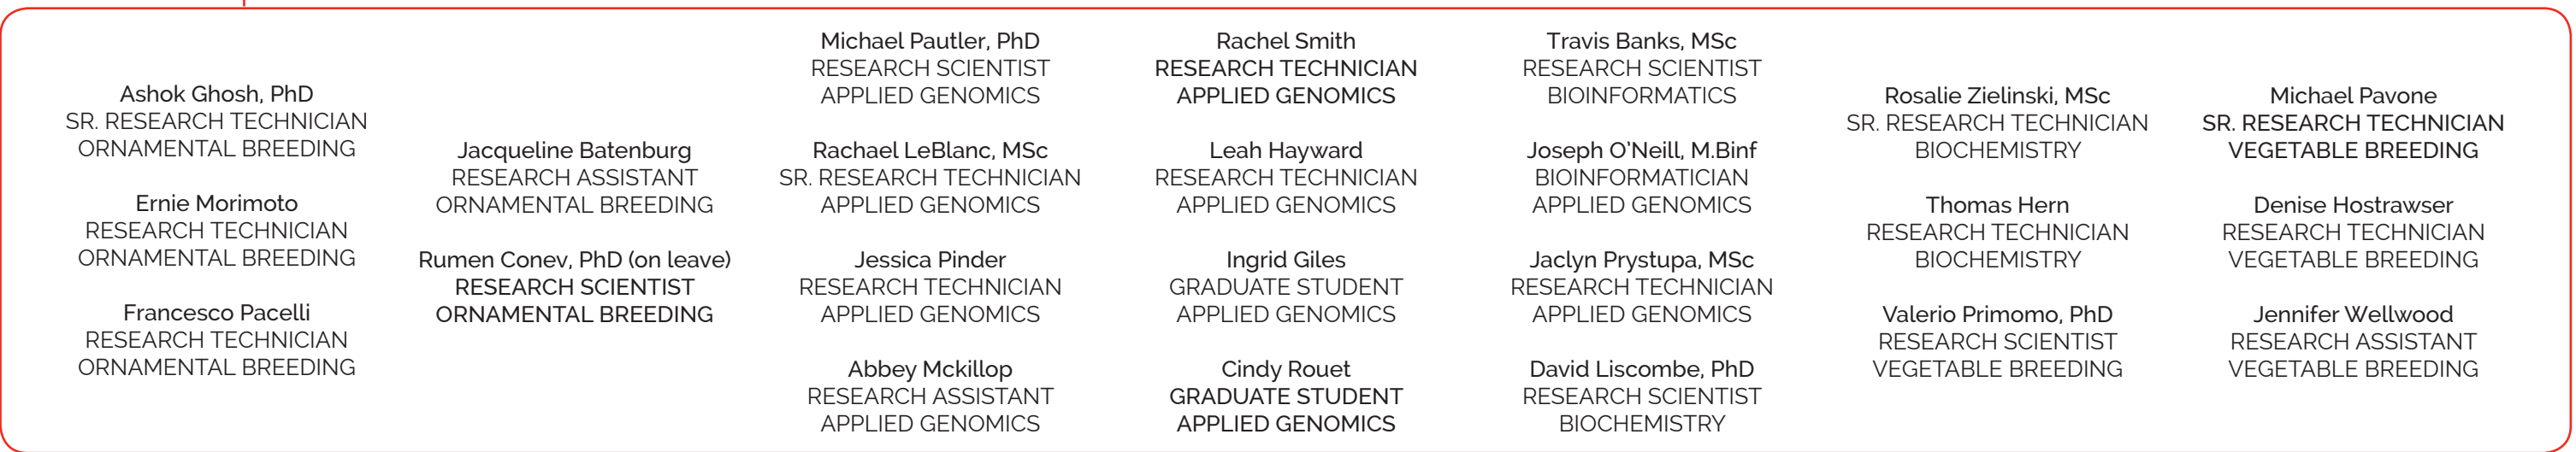 Ashok Ghosh, PhD
SR. RESEARCH TECHNICIAN
ORNAMENTAL BREEDING
Ernie Morimoto
RESEARCH TECHNICIAN
ORNAMENTAL BREEDING
Francesco Pacelli
RESEARCH TECHNICIAN
ORNAMENTAL BREEDING
Jacqueline Batenburg
RESEARCH ASSISTANT
ORNAMENTAL BREEDING
Rumen Conev, PhD (on leave)
RESEARCH SCIENTIST
ORNAMENTAL BREEDING
Michael Pautler, PhD
RESEARCH SCIENTIST
APPLIED GENOMICS
Rachael LeBlanc, MSc
SR. RESEARCH TECHNICIAN
APPLIED GENOMICS
Jessica Pinder
RESEARCH TECHNICIAN
APPLIED GENOMICS
Abbey Mckillop
RESEARCH ASSISTANT
APPLIED GENOMICS
Rachel Smith
RESEARCH TECHNICIAN
APPLIED GENOMICS
Leah Hayward
RESEARCH TECHNICIAN
APPLIED GENOMICS
Ingrid Giles
GRADUATE STUDENT
APPLIED GENOMICS
Cindy Rouet
GRADUATE STUDENT
APPLIED GENOMICS
Travis Banks, MSc
RESEARCH SCIENTIST
BIOINFORMATICS
Joseph O'Neill, M.Binf
BIOINFORMATICIAN
APPLIED GENOMICS
Jaclyn Prystupa, MSc
RESEARCH TECHNICIAN
APPLIED GENOMICS
David Liscombe, PhD
RESEARCH SCIENTIST
BIOCHEMISTRY
Rosalie Zielinski, MSc
SR. RESEARCH TECHNICIAN
BIOCHEMISTRY
Thomas Hern
RESEARCH TECHNICIAN
BIOCHEMISTRY
Valerio Primomo, PhD
RESEARCH SCIENTIST
VEGETABLE BREEDING
Michael Pavone
SR. RESEARCH TECHNICIAN
VEGETABLE BREEDING
Denise Hostrawser
RESEARCH TECHNICIAN
VEGETABLE BREEDING
Jennifer Wellwood
RESEARCH ASSISTANT
VEGETABLE BREEDING